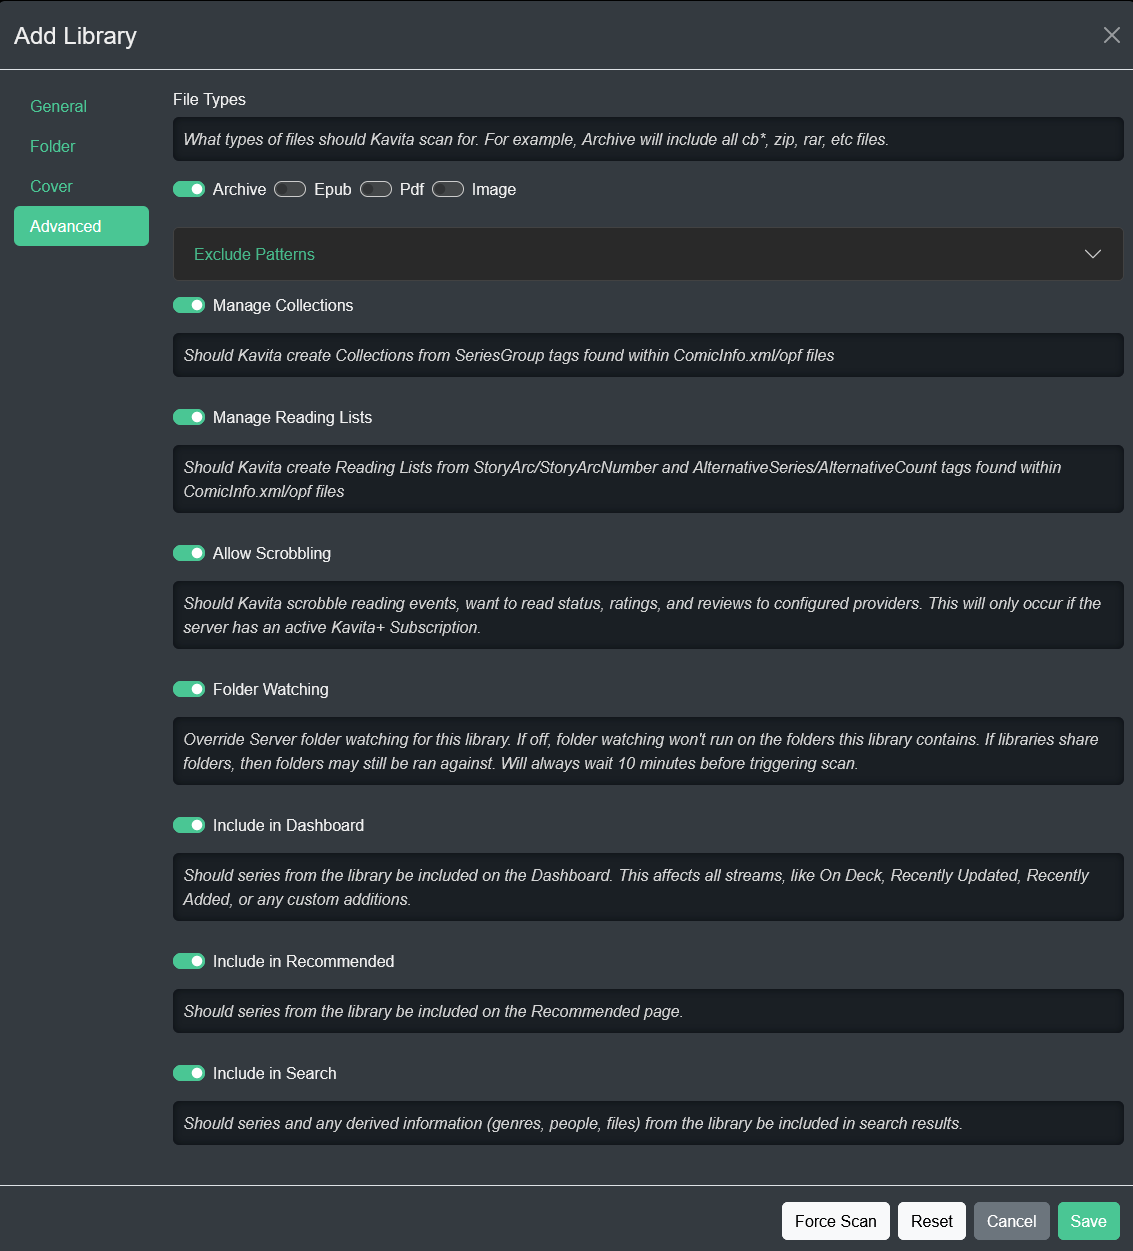 Add Library
General
Folder
Cover
Advanced
File Types
What types of files should Kavita scan for. For example, Archive will include all cb*, zip, rar, etc files.
Archive Epub Pdf Image
Exclude Patterns
Manage Collections
Should Kavita create Collections from SeriesGroup tags found within ComicInfo.xml/opf files
Manage Reading Lists
Should Kavita create Reading Lists from StoryArc/StoryArcNumber and AlternativeSeries/AlternativeCount tags found within
ComicInfo.xml/opf files
Allow Scrobbling
Should Kavita scrobble reading events, want to read status, ratings, and reviews to configured providers. This will only occur if the
server has an active Kavita+ Subscription.
Folder Watching
Override Server folder watching for this library. If off, folder watching won't run on the folders this library contains. If libraries share
folders, then folders may still be ran against. Will always wait 10 minutes before triggering scan.
Include in Dashboard
Should series from the library be included on the Dashboard. This affects all streams, like On Deck, Recently Updated, Recently
Added, or any custom additions.
Include in Recommended
Should series from the library be included on the Recommended page.
Include in Search
Should series and any derived information (genres, people, files) from the library be included in search results.
Force Scan Reset Cancel Save